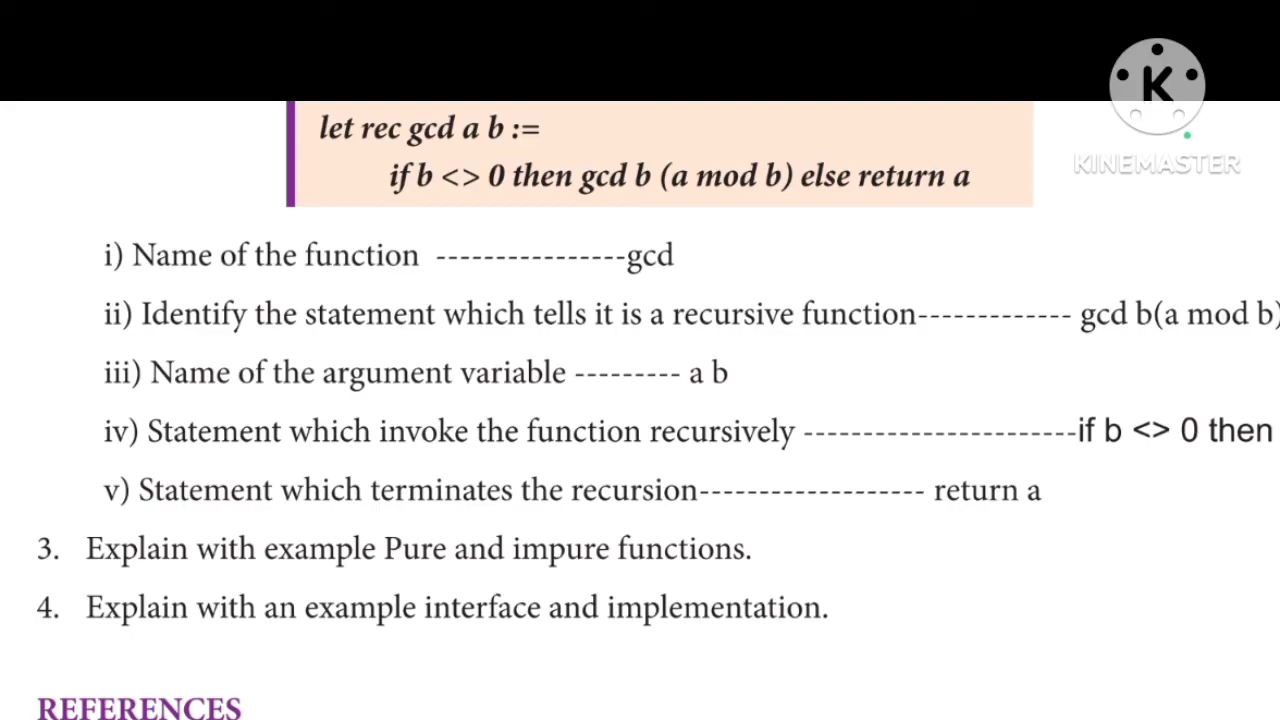 K
KINEMASTER
let rec gcd a b :=
if b <> 0 then gcd b (a mod b) else return a
i) Name of the function ----------------gcd
ii) Identify the statement which tells it is a recursive function------------- gcd b(a mod b)
iii) Name of the argument variable --------- a b
iv) Statement which invoke the function recursively -----------------------if b <> 0 then
v) Statement which terminates the recursion------------------- return a
3. Explain with example Pure and impure functions.
4. Explain with an example interface and implementation.
REFERENCES